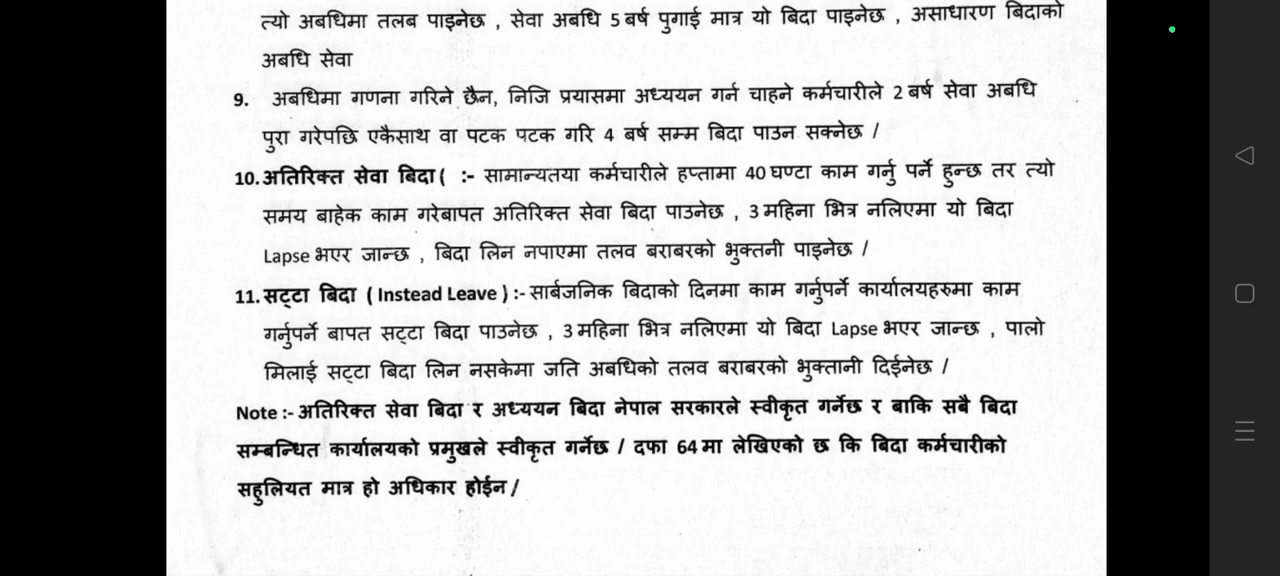 त्यो अबधिमा तलब पाइनेछ , सेवा अबधि 5 बर्ष पुगाई मात्र यो बिदा पाइनेछ , असाधारण बिदाको
अबधि सेवा
9. अबधिमा गणना गरिने छैन, निजि प्रयासमा अध्ययन गर्न चाहने कर्मचारीले 2 बर्ष सेवा अबधि
पुरा गरेपछि एकैसाथ वा पटक पटक गरि 4 बर्ष सम्म बिदा पाउन सक्नेछ /
10. अतिरिक्त सेवा बिदा ( :- सामान्यतया कर्मचारीले हप्तामा 40 घण्टा काम गर्नु पर्ने हुन्छ तर त्यो
समय बाहेक काम गरेबापत अतिरिक्त सेवा बिदा पाउनेछ , 3 महिना भित्र नलिएमा यो बिदा
Lapse भएर जान्छ , बिदा लिन नपाएमा तलव बराबरको भुक्तनी पाइनेछ /
11. सट्टा बिदा ( Instead Leave ) :- सार्बजनिक बिदाको दिनमा काम गर्नुपर्ने कार्यालयहरुमा काम
गर्नुपर्ने बापत सट्टा बिदा पाउनेछ , 3 महिना भित्र नलिएमा यो बिदा Lapse भएर जान्छ , पालो
मिलाई सट्टा बिदा लिन नसकेमा जति अबधिको तलव बराबरको भुक्तानी दिईनेछ /
Note :- अतिरिक्त सेवा बिदा र अध्ययन बिदा नेपाल सरकारले स्वीकृत गर्नेछ र बाकि सबै बिदा
सम्बन्धित कार्यालयको प्रमुखले स्वीकृत गर्नेछ / दफा 64 मा लेखिएको छ कि बिदा कर्मचारीको
सहुलियत मात्र हो अधिकार होईन /